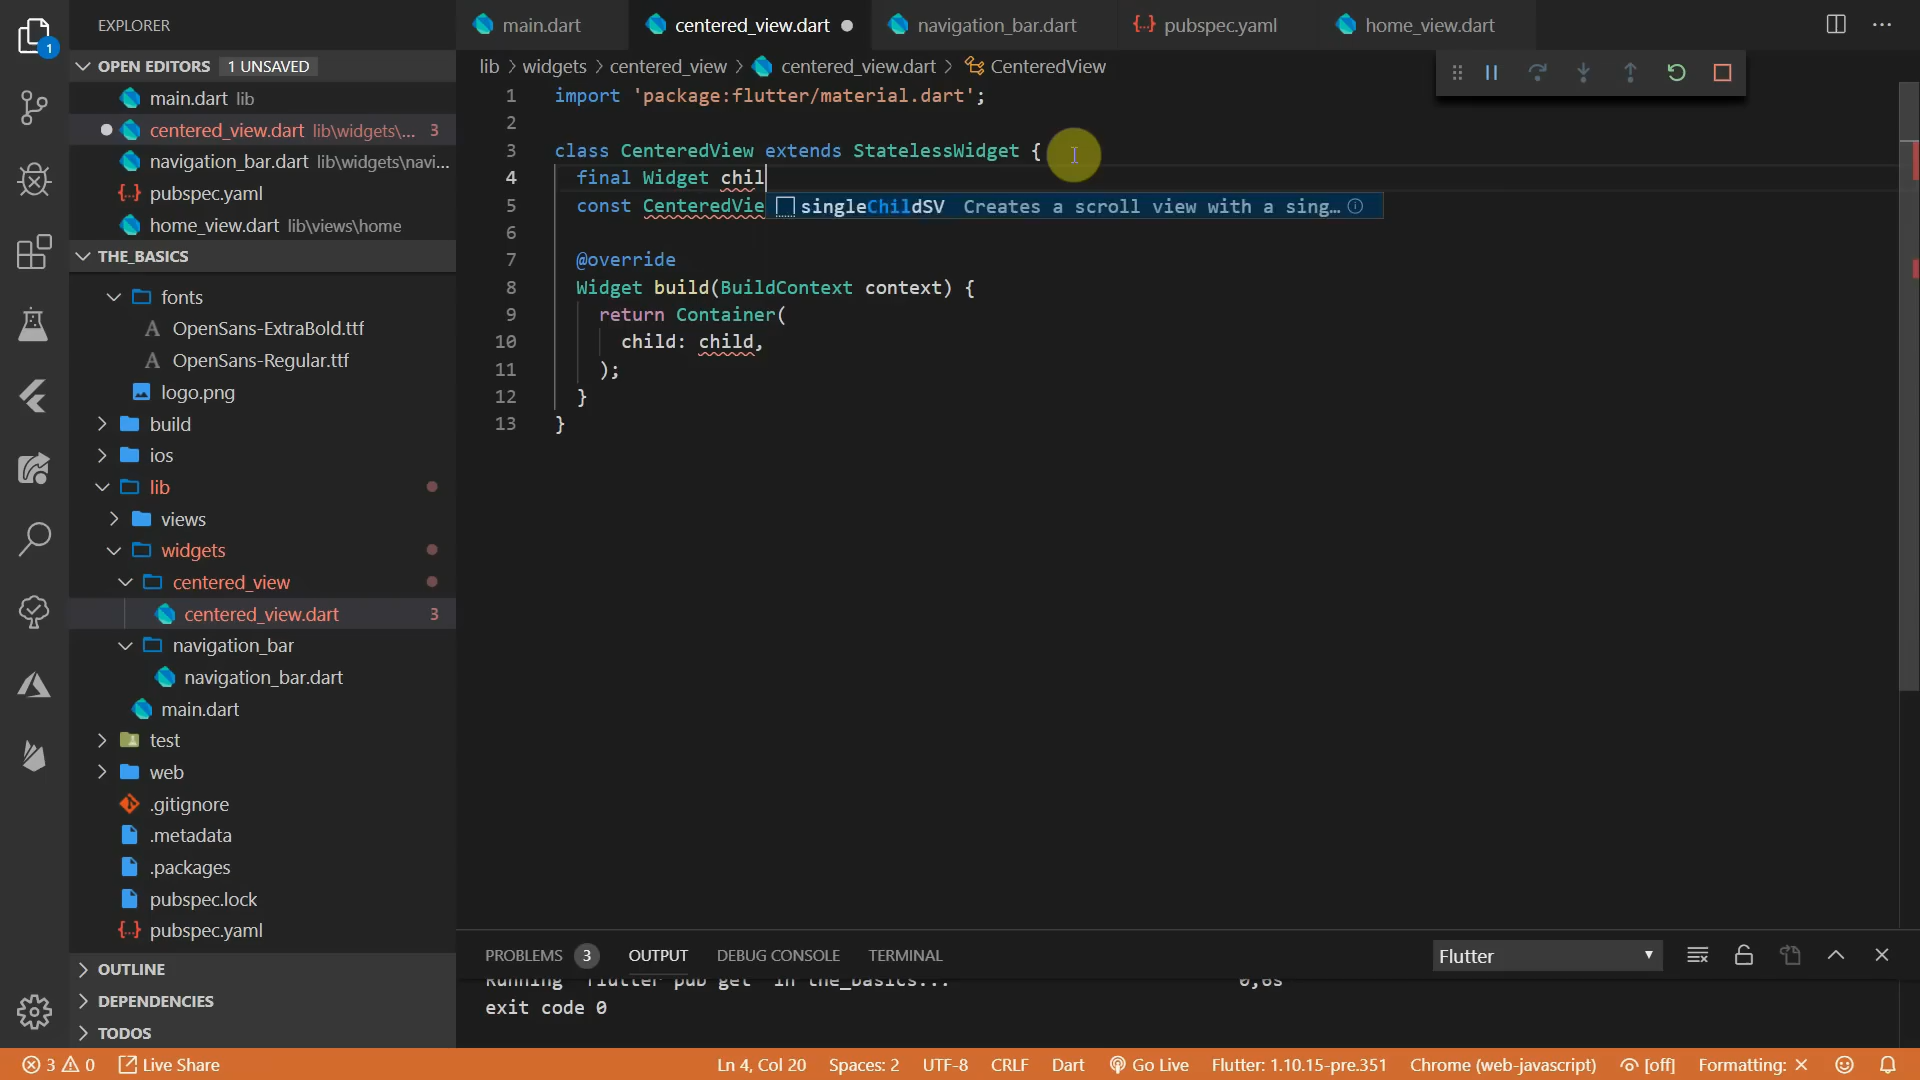 EXPLORER
1
OPEN EDITORS 1 UNSAVED
main.dart lib
centered_view.dart lib\widgets\... 3
navigation_bar.dart lib\widgets\navi...
pubspec.yaml
home_view.dart lib\views\home
THE_BASICS
fonts
OpenSans-ExtraBold.ttf
OpenSans-Regular.ttf
logo.png
build
ios
lib
views
widgets
centered_view
centered_view.dart 3
navigation_bar
navigation_bar.dart
main.dart
test
web
.gitignore
.metadata
.packages
pubspec.lock
pubspec.yaml
OUTLINE
DEPENDENCIES
TODOS
main.dart centered_view.dart navigation_bar.dart pubspec.yaml home_view.dart
lib > widgets > centered_view > centered_view.dart > CenteredView
1 import 'package:flutter/material.dart';
2
3 class CenteredView extends StatelessWidget {
4 final Widget chil
5 const CenteredVie singleChildSV Creates a scroll view with a sing...
6
7 @override
8 Widget build(BuildContext context) {
9 return Container(
10 child: child,
11 );
12 }
13 }
PROBLEMS 3 OUTPUT DEBUG CONSOLE TERMINAL Flutter
Running "flutter pub get" in the_basics... 0,6s
exit code 0
3 0 Live Share Ln 4, Col 20 Spaces: 2 UTF-8 CRLF Dart Go Live Flutter: 1.10.15-pre.351 Chrome (web-javascript) [off] Formatting: ✕